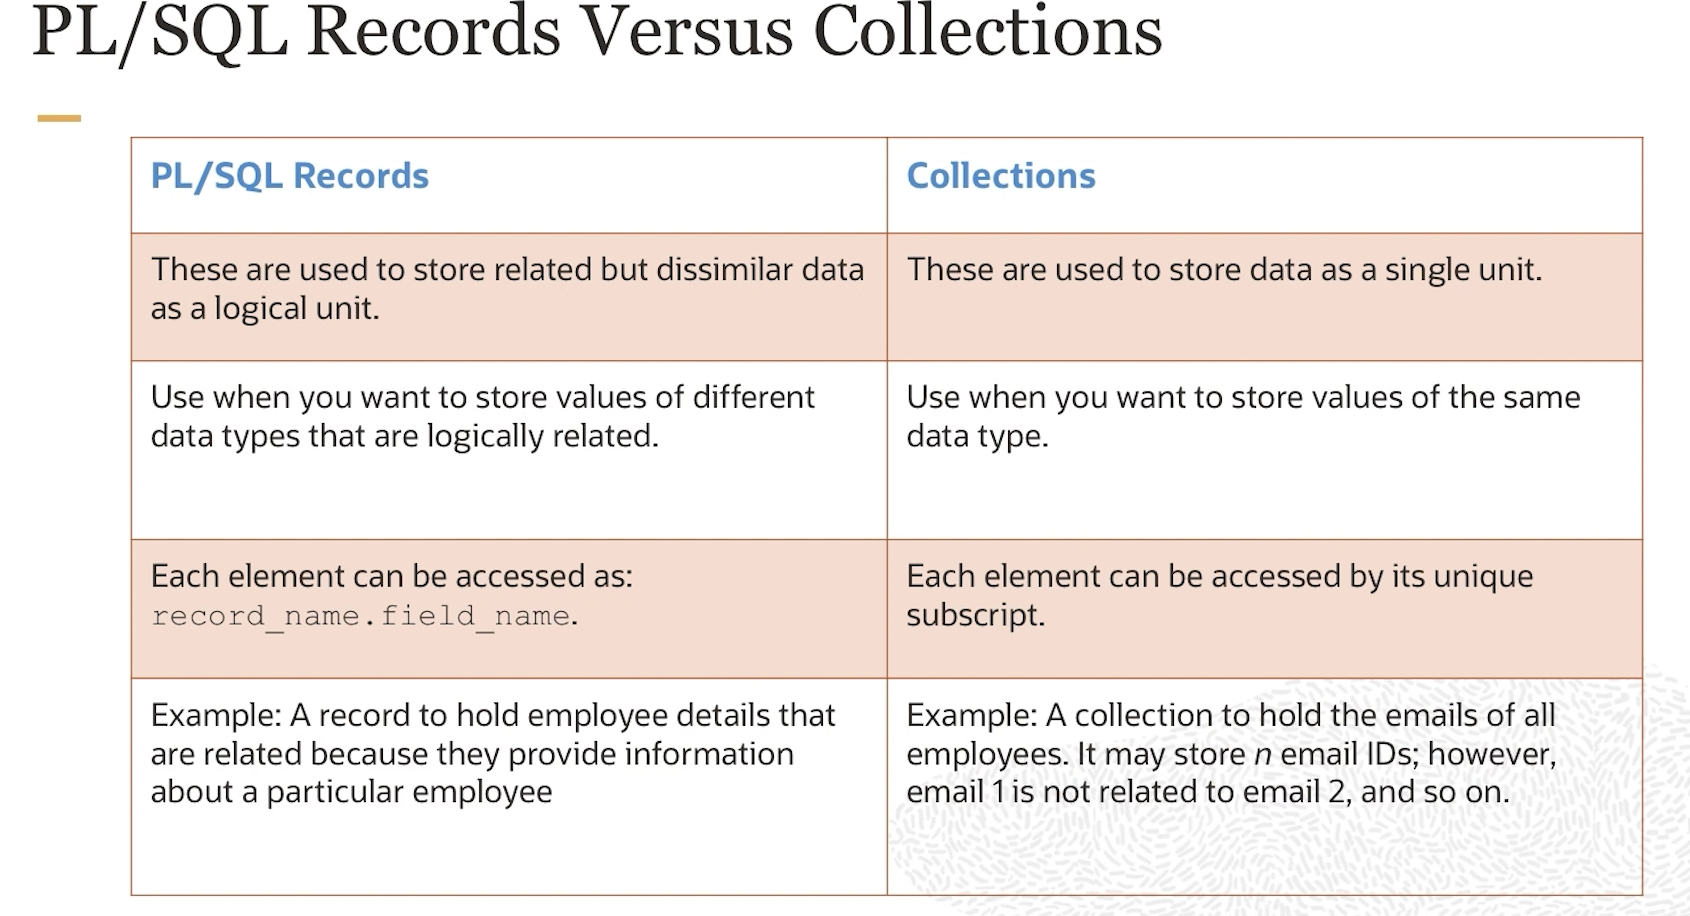 PL/SQL Records Versus Collections
PL/SQL Records
Collections
These are used to store related but dissimilar data
as a logical unit.
These are used to store data as a single unit.
Use when you want to store values of different
data types that are logically related.
Use when you want to store values of the same
data type.
Each element can be accessed as:
record_name.field_name.
Each element can be accessed by its unique
subscript.
Example: A record to hold employee details that
are related because they provide information
about a particular employee
Example: A collection to hold the emails of all
employees. It may store n email IDs; however,
email 1 is not related to email 2, and so on.